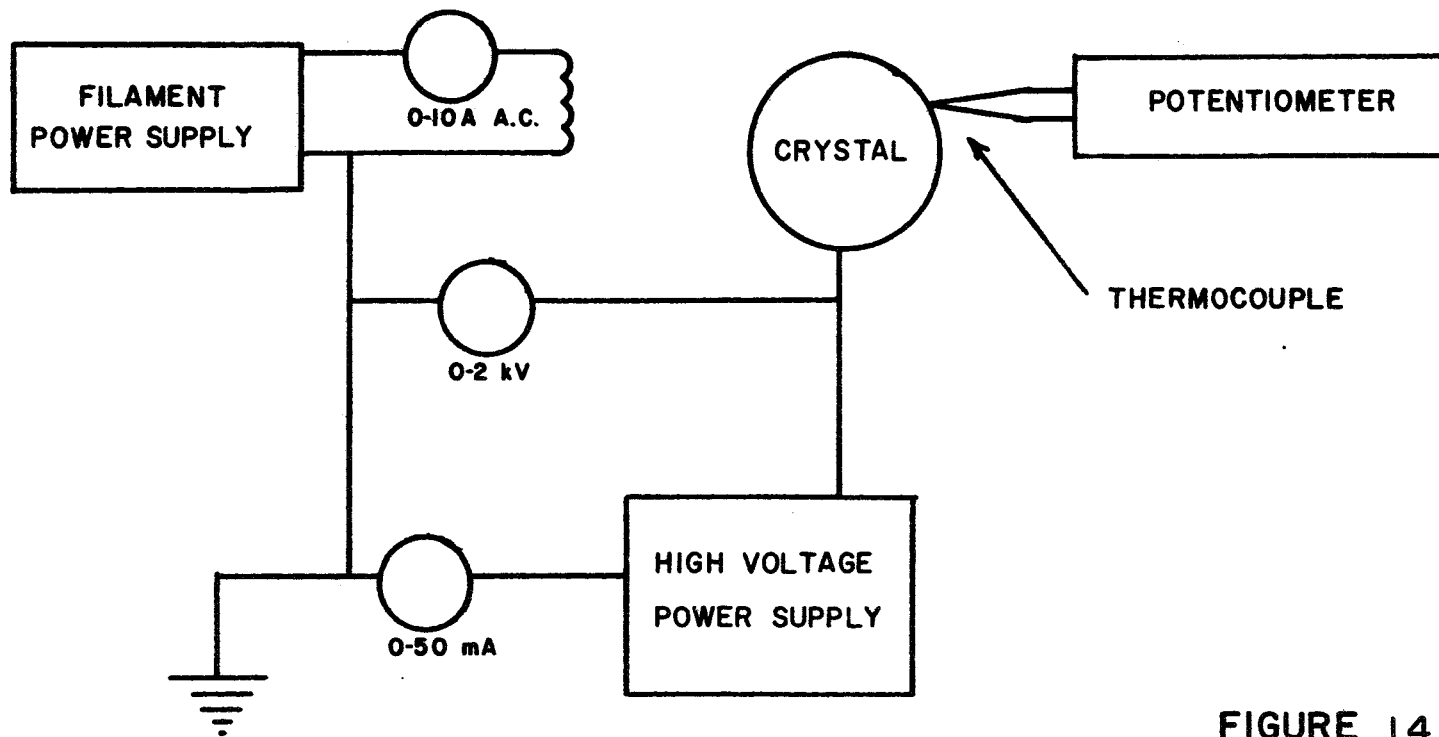 FILAMENT
POWER SUPPLY
0-10A A.C.
CRYSTAL
POTENTIOMETER
THERMOCOUPLE
0-2 kV
HIGH VOLTAGE
POWER SUPPLY
0-50 mA
FIGURE 14